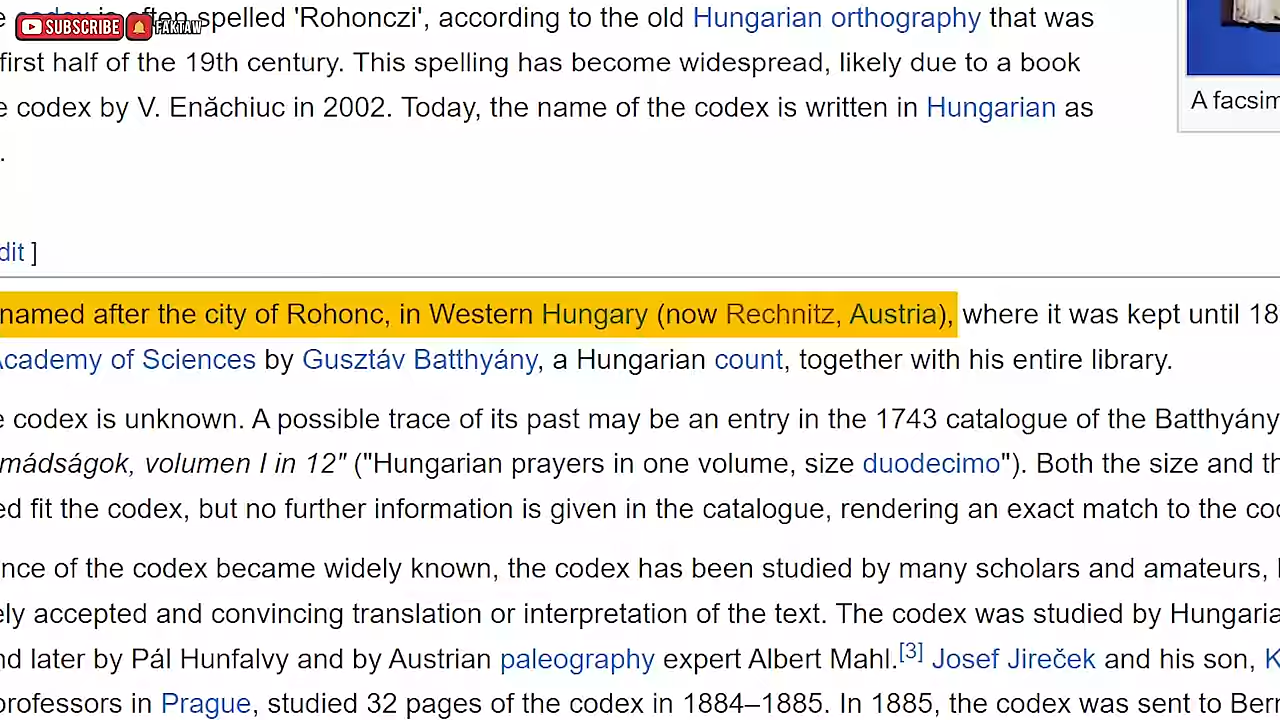 codex is often spelled 'Rohonczi', according to the old Hungarian orthography that was
SUBSCRIBE FAKTAW
first half of the 19th century. This spelling has become widespread, likely due to a book
e codex by V. Enăchiuc in 2002. Today, the name of the codex is written in Hungarian as
.
A facsim
dit ]
named after the city of Rohonc, in Western Hungary (now Rechnitz, Austria), where it was kept until 18
Academy of Sciences by Gusztáv Batthyány, a Hungarian count, together with his entire library.
e codex is unknown. A possible trace of its past may be an entry in the 1743 catalogue of the Batthyány
mádságok, volumen I in 12" ("Hungarian prayers in one volume, size duodecimo"). Both the size and th
ed fit the codex, but no further information is given in the catalogue, rendering an exact match to the cod
nce of the codex became widely known, the codex has been studied by many scholars and amateurs,
ely accepted and convincing translation or interpretation of the text. The codex was studied by Hungaria
nd later by Pál Hunfalvy and by Austrian paleography expert Albert Mahl.[3] Josef Jireček and his son, K
professors in Prague, studied 32 pages of the codex in 1884–1885. In 1885, the codex was sent to Bern